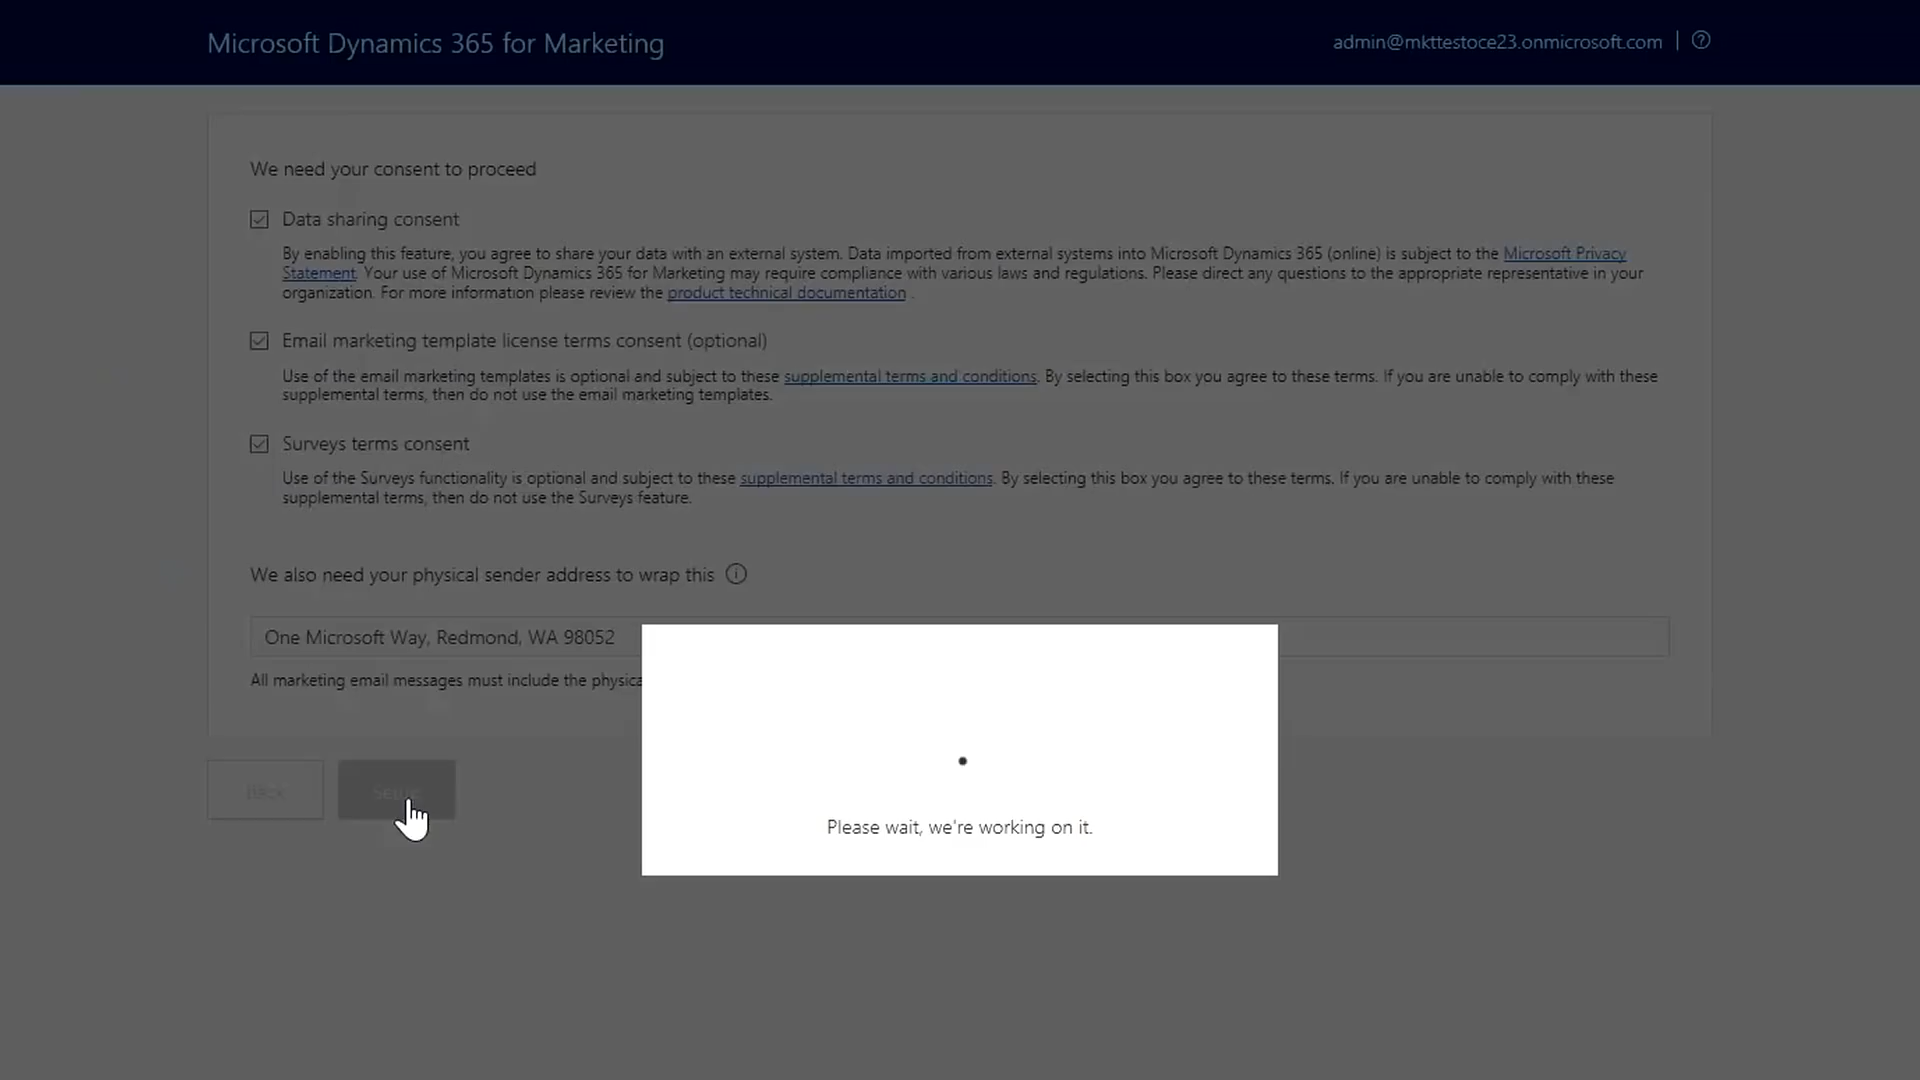 Microsoft Dynamics 365 for Marketing
admin@mkttestoce23.onmicrosoft.com
We need your consent to proceed
Data sharing consent
By enabling this feature, you agree to share your data with an external system. Data imported from external systems into Microsoft Dynamics 365 (online) is subject to the Microsoft Privacy
Statement. Your use of Microsoft Dynamics 365 for Marketing may require compliance with various laws and regulations. Please direct any questions to the appropriate representative in your
organization. For more information please review the product technical documentation .
Email marketing template license terms consent (optional)
Use of the email marketing templates is optional and subject to these supplemental terms and conditions. By selecting this box you agree to these terms. If you are unable to comply with these
supplemental terms, then do not use the email marketing templates.
Surveys terms consent
Use of the Surveys functionality is optional and subject to these supplemental terms and conditions. By selecting this box you agree to these terms. If you are unable to comply with these
supplemental terms, then do not use the Surveys feature.
We also need your physical sender address to wrap this
One Microsoft Way, Redmond, WA 98052
All marketing email messages must include the physica
Back
Please wait, we're working on it.